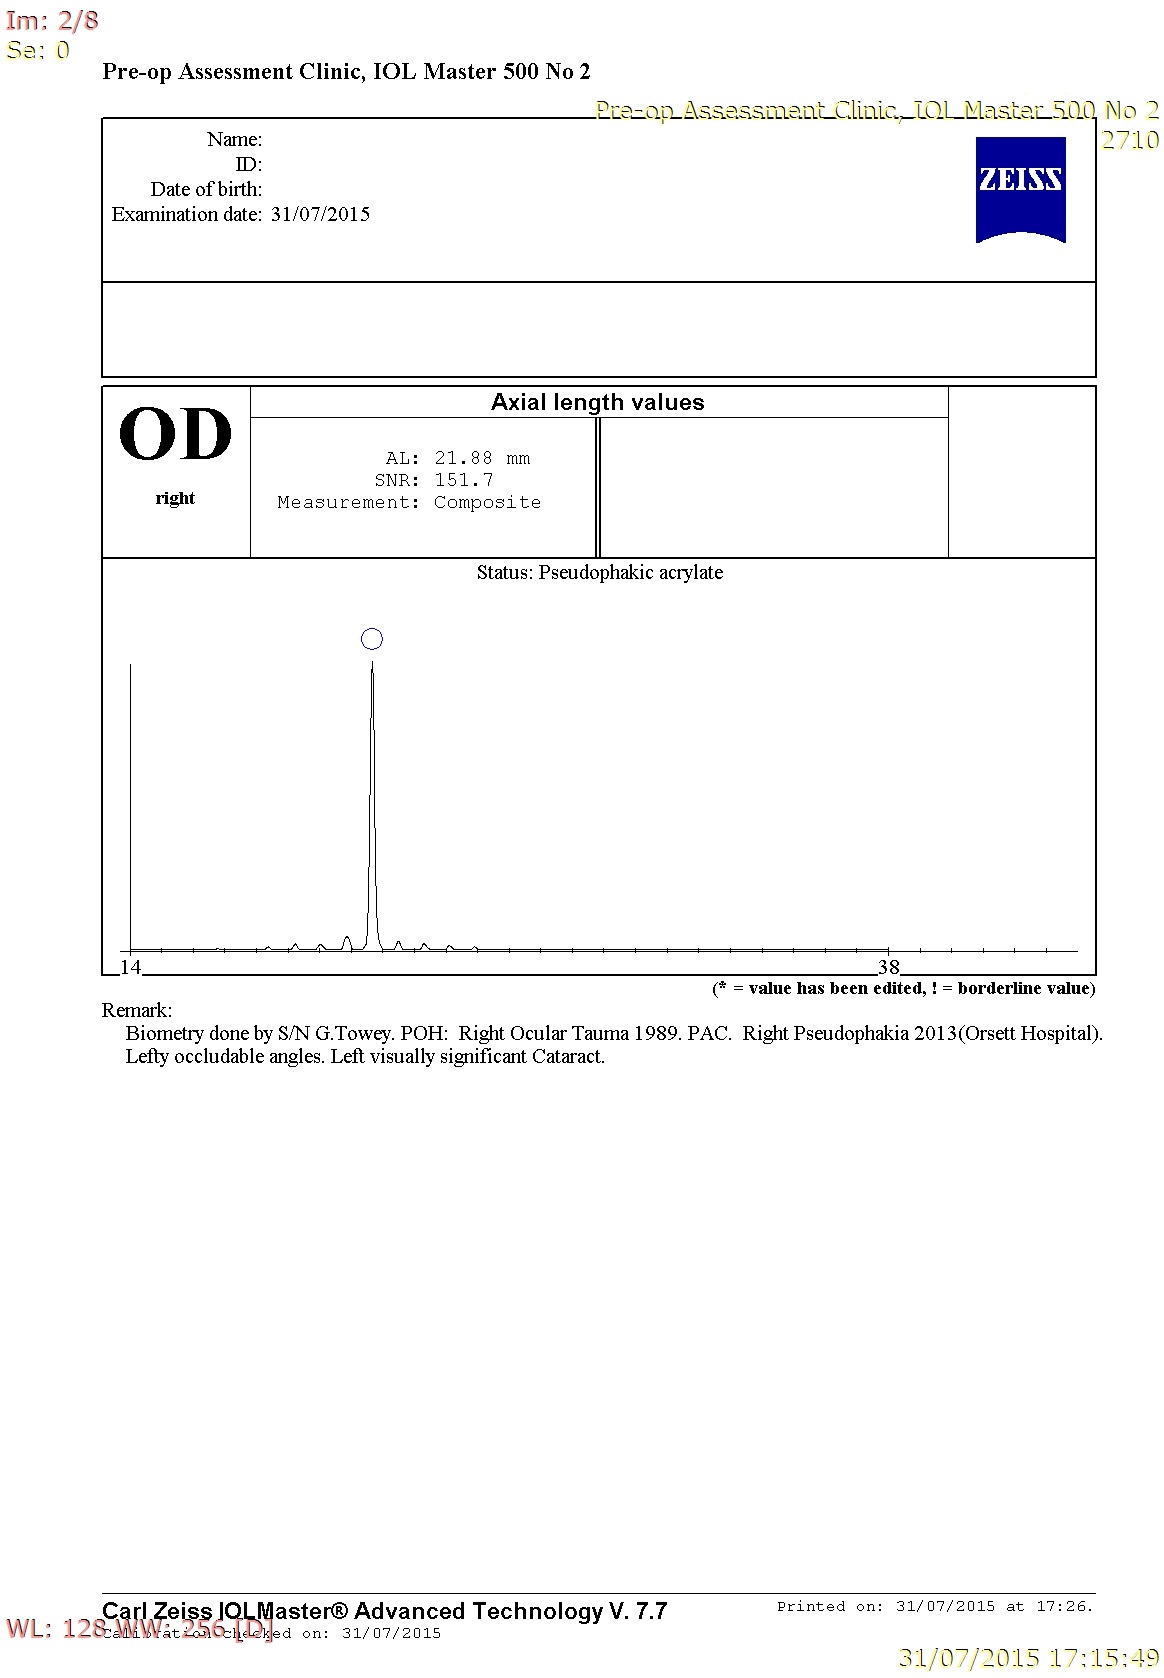 Im: 2/8
Se: 0
Pre-op Assessment Clinic, IOL Master 500 No 2
Pre-op Assessment Clinic, IOL Master 500 No 2
2710
Name:
ID:
Date of birth:
Examination date: 31/07/2015
ZEISS
OD
right
Axial length values
AL: 21.88 mm
SNR: 151.7
Measurement: Composite
Status: Pseudophakic acrylate
14 38
(* = value has been edited, ! = borderline value)
Remark:
Biometry done by S/N G.Towey. POH: Right Ocular Tauma 1989. PAC. Right Pseudophakia 2013(Orsett Hospital).
Lefty occludable angles. Left visually significant Cataract.
Carl Zeiss IOLMaster® Advanced Technology V. 7.7
Printed on: 31/07/2015 at 17:26.
WL: 128 WW: 256 [D]
Calibration checked on: 31/07/2015
31/07/2015 17:15:49